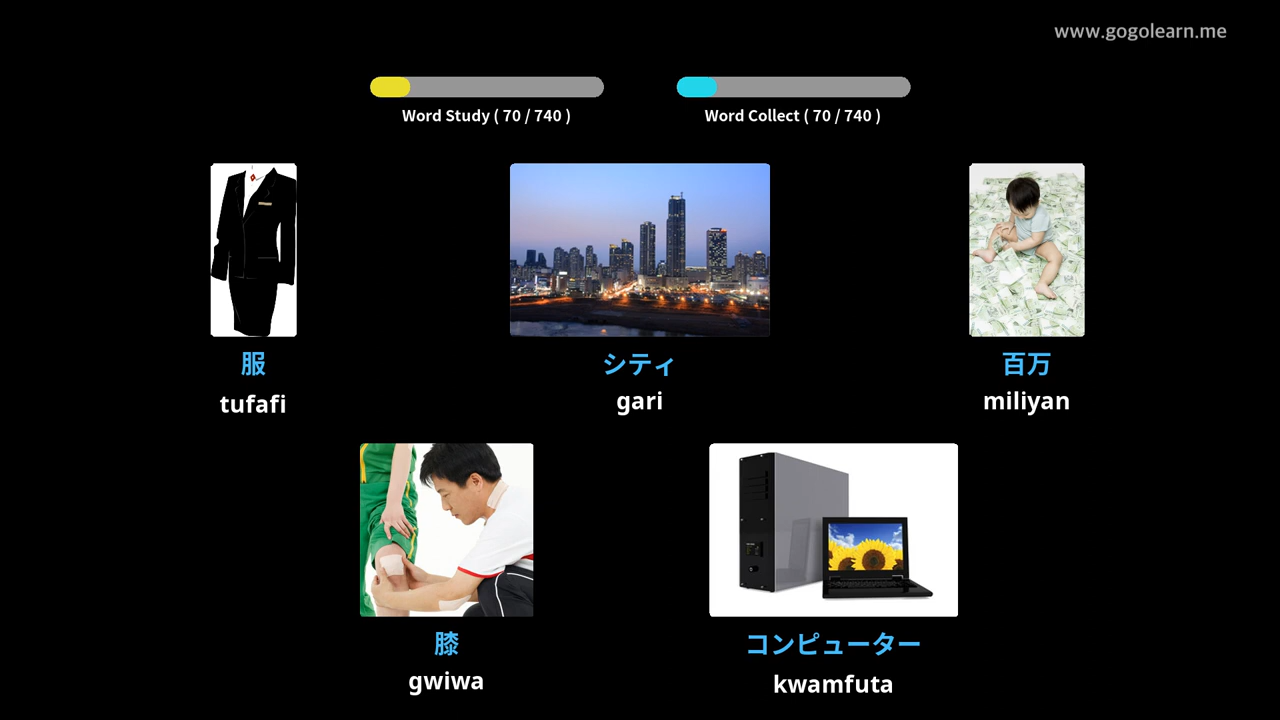 www.gogolearn.me
Word Study ( 70 / 740 )
Word Collect ( 70 / 740 )
服
tufafi
シティ
gari
百万
miliyan
膝
gwiwa
コンピューター
kwamfuta